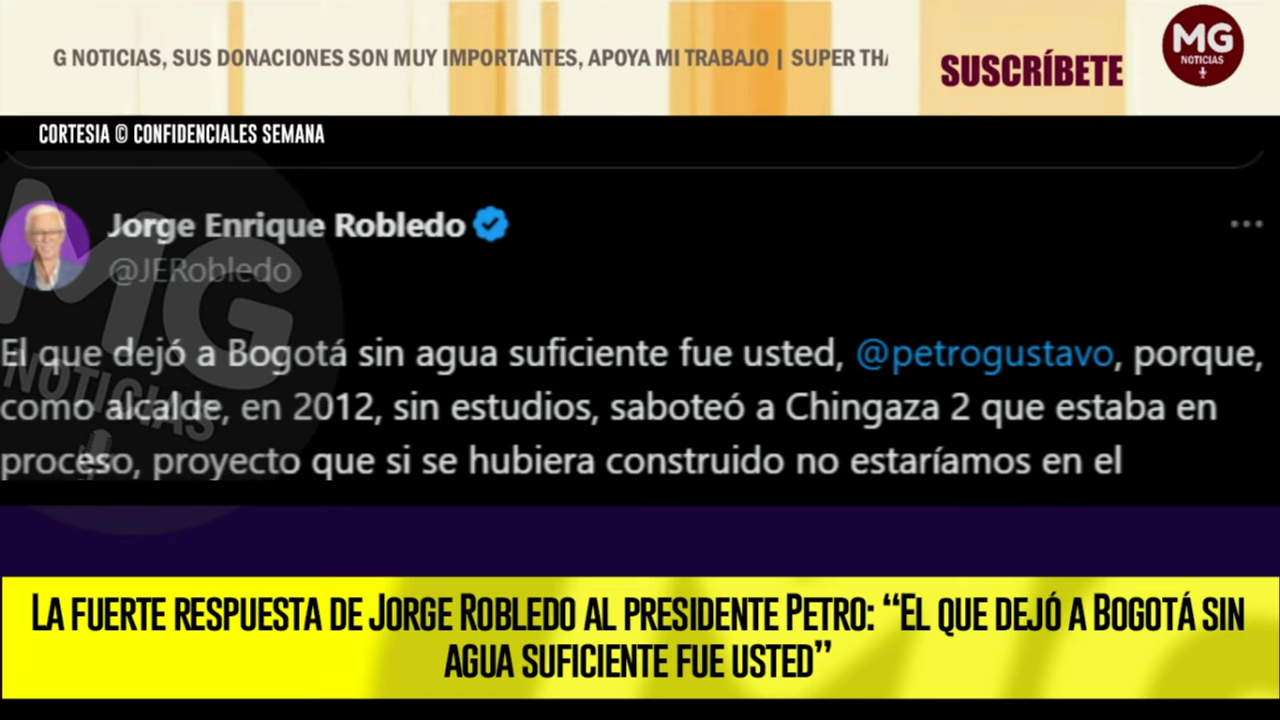 G NOTICIAS, SUS DONACIONES SON MUY IMPORTANTES, APOYA MI TRABAJO | SUPER
SUSCRÍBETE
MG
NOTICIAS
CORTESIA © CONFIDENCIALES SEMANA
Jorge Enrique Robledo
@JERobledo
El que dejó a Bogotá sin agua suficiente fue usted, @petrogustavo, porque,
como alcalde, en 2012, sin estudios, saboteó a Chingaza 2 que estaba en
proceso, proyecto que si se hubiera construido no estaríamos en el
MG
NOTICIAS
LA FUERTE RESPUESTA DE JORGE ROBLEDO AL PRESIDENTE PETRO: “EL QUE DEJÓ A BOGOTÁ SIN
AGUA SUFICIENTE FUE USTED”